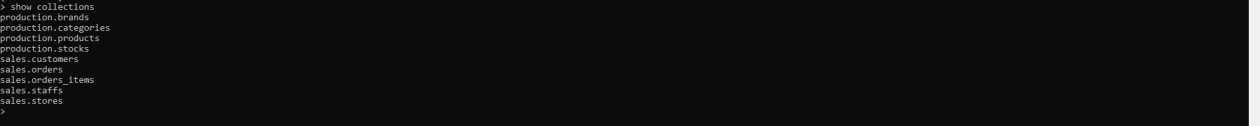 > show collections
production.brands
production.categories
production.products
production.stocks
sales.customers
sales.orders
sales.orders_items
sales.staffs
sales.stores
>